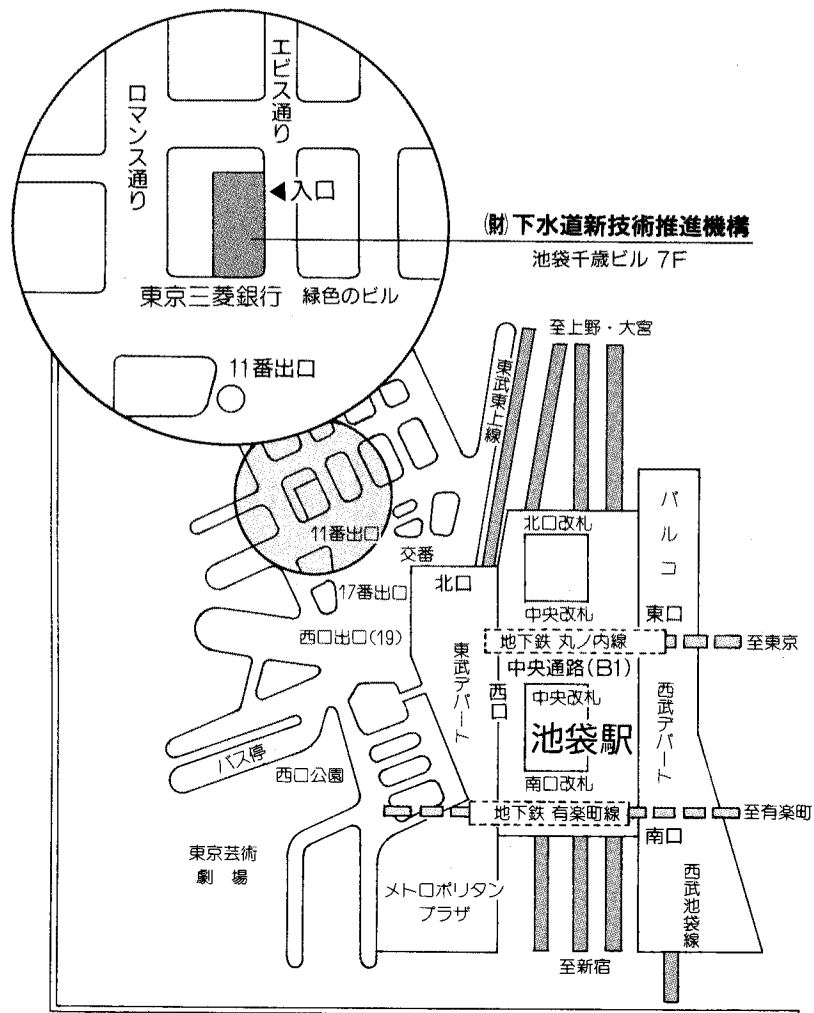 エビス通り
ロマンス通り
◀入口
(財)下水道新技術推進機構
池袋千歳ビル 7F
東京三菱銀行
緑色のビル
11番出口
至上野・大宮
東武東上線
パルコ
北口改札
11番出口
交番
北口
17番出口
中央改札
東口
西口出口(19)
地下鉄 丸ノ内線
至東京
中央通路(B1)
東武デパート
西口
中央改札
西武デパート
池袋駅
バス停
西口公園
南口改札
地下鉄 有楽町線
至有楽町
南口
東京芸術
劇場
メトロポリタン
プラザ
西武池袋線
至新宿